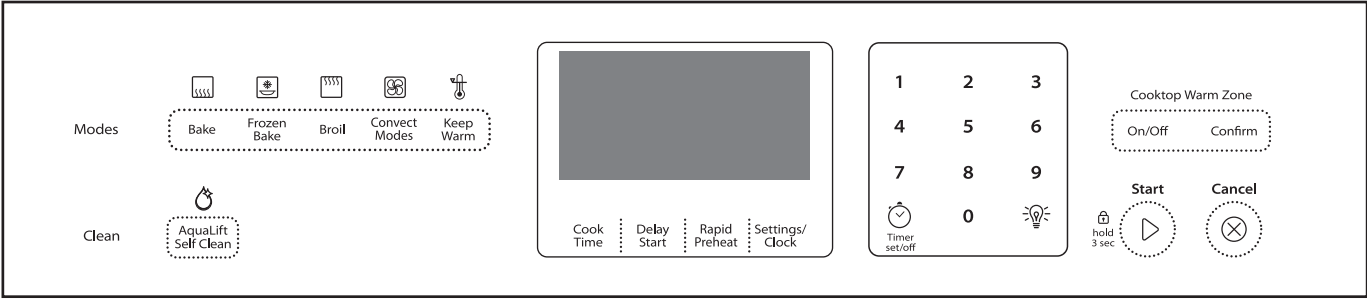 Modes
Bake
Frozen
Bake
Broil
Convect
Modes
Keep
Warm
Clean
AquaLift
Self Clean
Cook
Time
Delay
Start
Rapid
Preheat
Settings/
Clock
1 2 3
4 5 6
7 8 9
0
Timer
set/off
Cooktop Warm Zone
On/Off Confirm
Start
hold
3 sec
Cancel